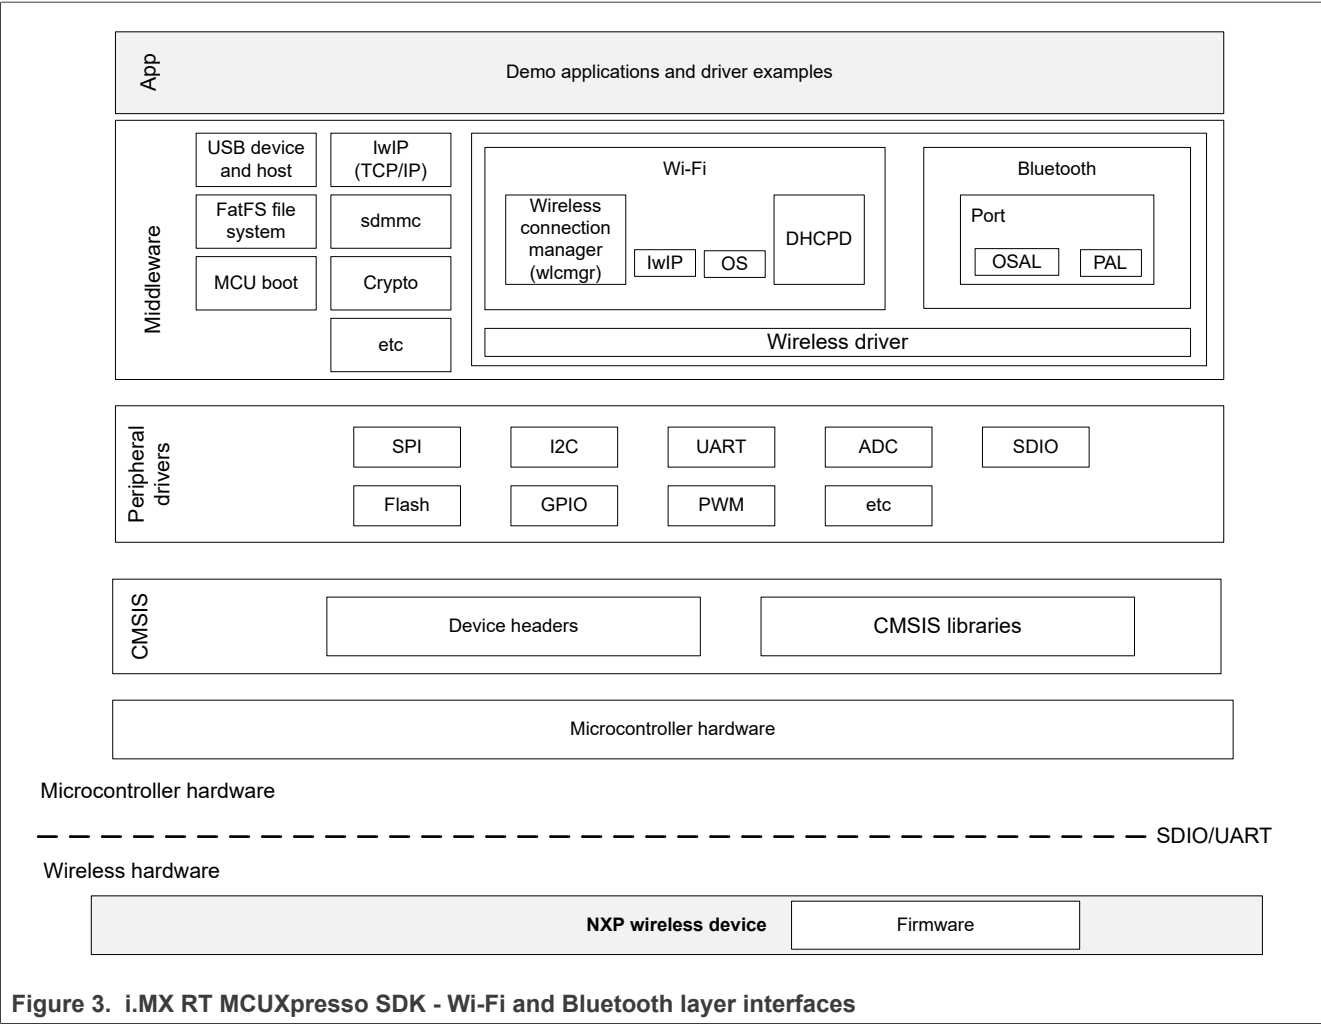 App
Demo applications and driver examples
Middleware
USB device
and host
lwIP
(TCP/IP)
FatFS file
system
sdmmc
MCU boot
Crypto
etc
Wi-Fi
Wireless
connection
manager
(wlcmgr)
lwIP
OS
DHCPD
Bluetooth
Port
OSAL
PAL
Wireless driver
Peripheral
drivers
SPI
I2C
UART
ADC
SDIO
Flash
GPIO
PWM
etc
CMSIS
Device headers
CMSIS libraries
Microcontroller hardware
Microcontroller hardware
SDIO/UART
Wireless hardware
NXP wireless device
Firmware
Figure 3. i.MX RT MCUXpresso SDK - Wi-Fi and Bluetooth layer interfaces